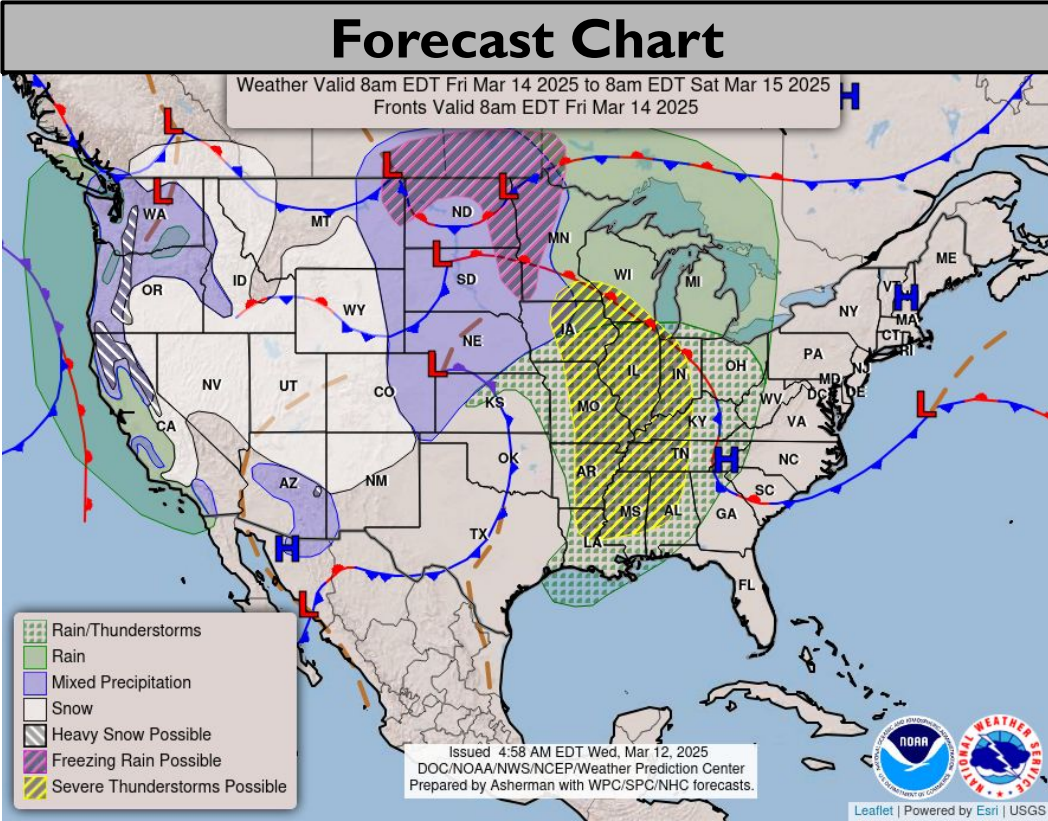 Forecast Chart
Weather Valid 8am EDT Fri Mar 14 2025 to 8am EDT Sat Mar 15 2025
Fronts Valid 8am EDT Fri Mar 14 2025
H
L
L
L
L
WA
MT
ND
MN
OR
ID
WY
L
SD
WI
MI
ME
VT
H
NY
MA
CT
RI
IA
NE
L
NV
UT
CO
KS
IL
IN
OH
PA
NJ
MD
DE
DC
WV
VA
L
CA
MO
KY
OK
AR
TN
H
NC
AZ
NM
SC
MS
AL
GA
TX
LA
H
L
FL
Rain/Thunderstorms
Rain
Mixed Precipitation
Snow
Heavy Snow Possible
Freezing Rain Possible
Severe Thunderstorms Possible
Issued 4:58 AM EDT Wed, Mar 12, 2025
DOC/NOAA/NWS/NCEP/Weather Prediction Center
Prepared by Asherman with WPC/SPC/NHC forecasts.
NOAA
NATIONAL WEATHER SERVICE
Leaflet | Powered by Esri | USGS